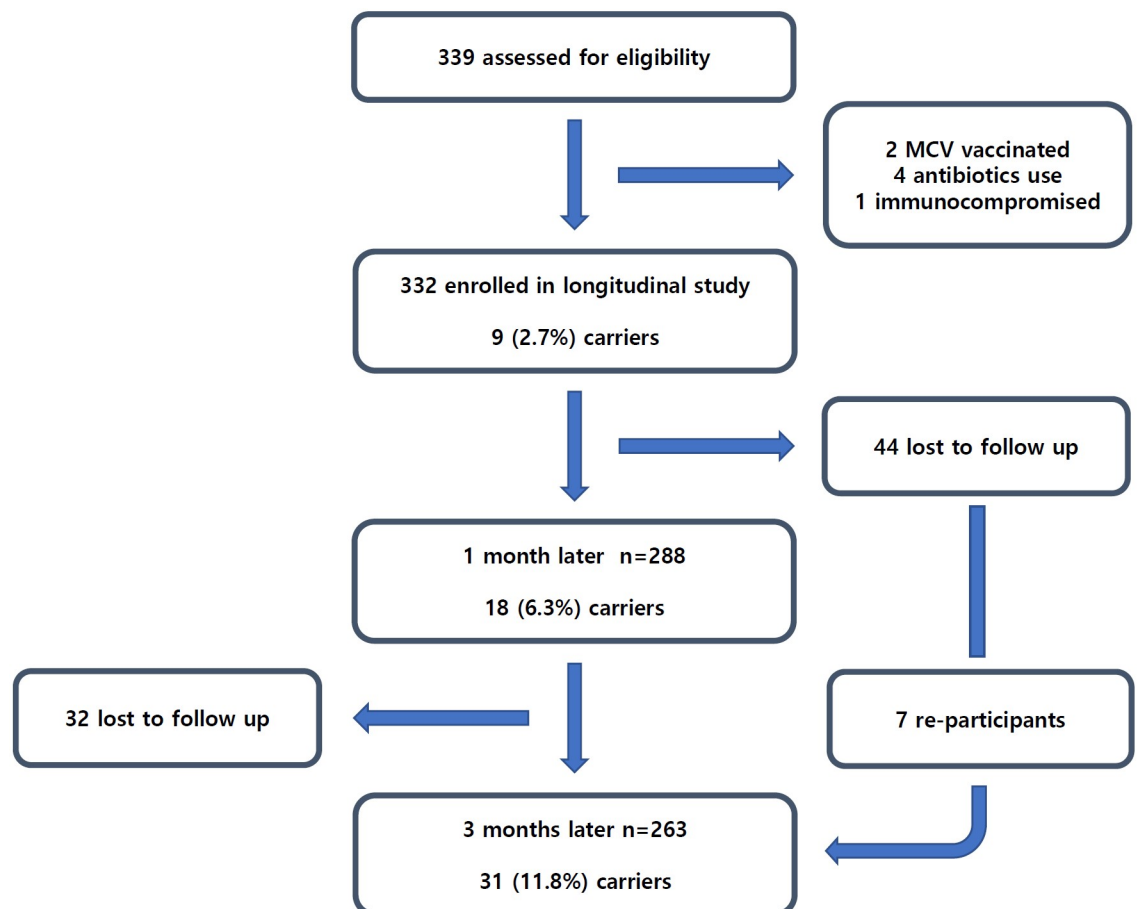 339 assessed for eligibility
2 MCV vaccinated
4 antibiotics use
1 immunocompromised
332 enrolled in longitudinal study
9 (2.7%) carriers
44 lost to follow up
1 month later n=288
18 (6.3%) carriers
32 lost to follow up
7 re-participants
3 months later n=263
31 (11.8%) carriers